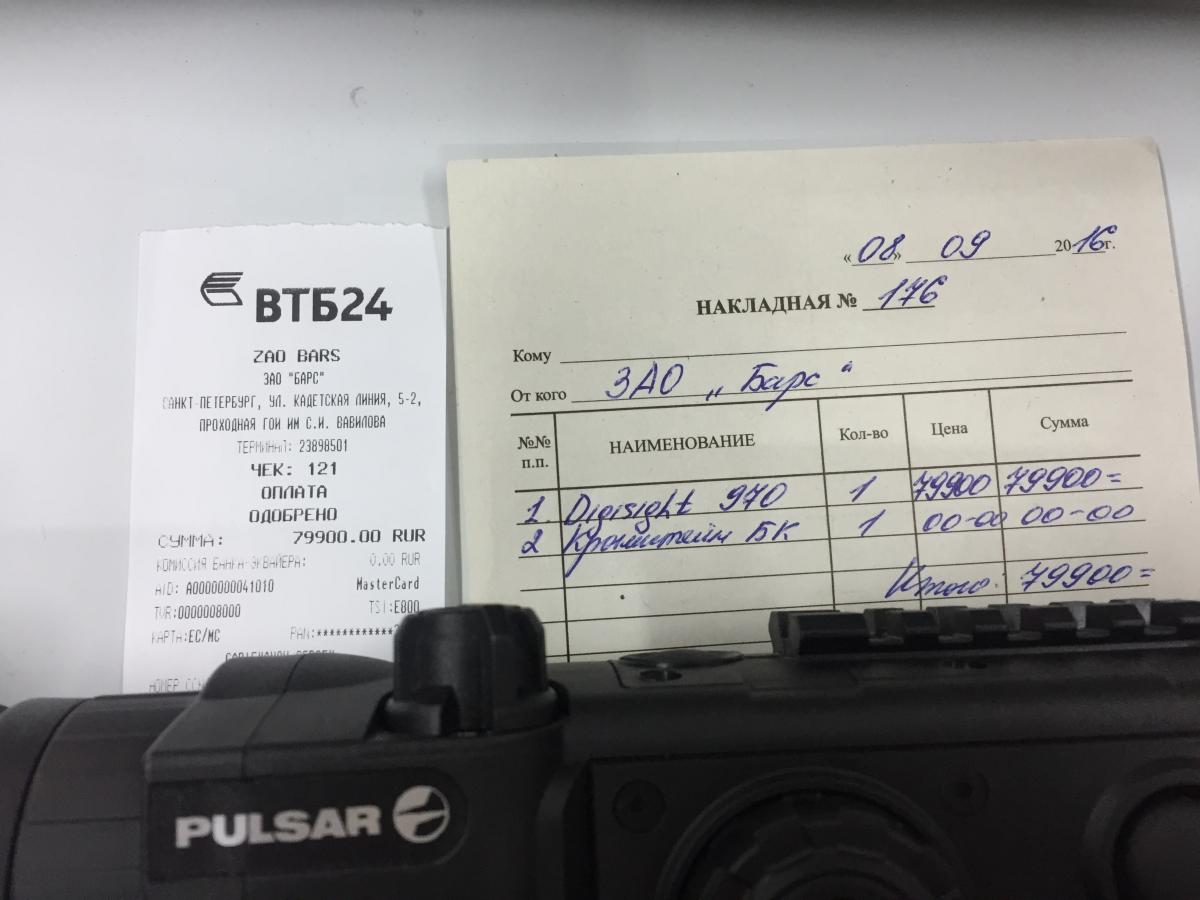 ВТБ24
ZAO BARS
ЗАО "БАРС"
САНКТ-ПЕТЕРБУРГ, УЛ. КАДЕТСКАЯ ЛИНИЯ, 5-2,
ПРОХОДНАЯ ГОИ ИМ С.И. ВАВИЛОВА
ТЕРМИНАЛ: 23898501
ЧЕК: 121
ОПЛАТА
ОДОБРЕНО
СУММА: 79900.00 RUR
КОМИССИЯ БАНКА-ЭКВАЙЕРА: 0.00 RUR
AID: A0000000041010 MasterCard
TVR:0000008000 TSI:E800
КАРТА:EC/MC PAN:************
НОМЕР
«08» 09 2016г.
НАКЛАДНАЯ № 176
Кому
От кого ЗАО „Барс“
№№ п.п. НАИМЕНОВАНИЕ Кол-во Цена Сумма
1. Digisight 970 1 79900 79900=
2 Кронштейн БК 1 00-00 00-00
Итого: 79900=
PULSAR